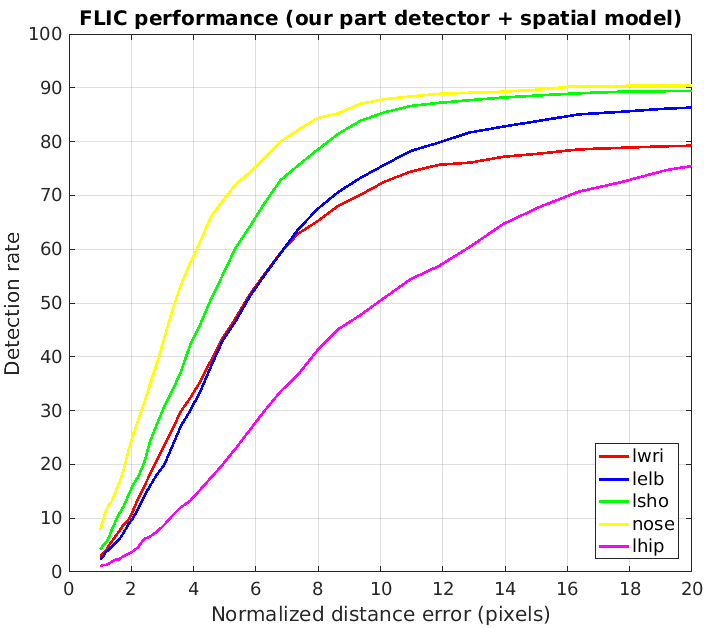 FLIC performance (our part detector + spatial model)
100
90
80
70
60
50
40
30
20
10
0
Detection rate
0 2 4 6 8 10 12 14 16 18 20
Normalized distance error (pixels)
lwri
lelb
lsho
nose
lhip